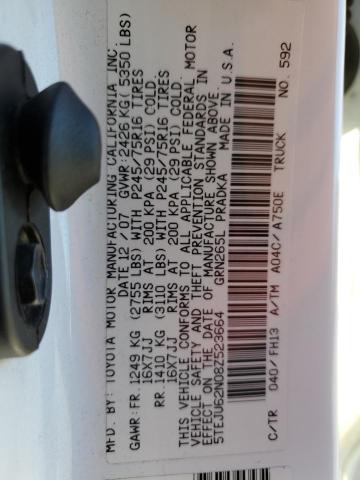 MFD. BY: TOYOTA MOTOR MANUFACTURING CALIFORNIA, INC
DATE 12 / 07 GVWR:2426 KG( 5350 LBS)
GAWR: FR. 1249 KG (2755 LBS) WITH P245/75R16 TIRES
16X7JJ RIMS AT 200 KPA (29 PSI) COLD.
RR. 1410 KG (3110 LBS) WITH P245/75R16 TIRES
16X7JJ RIMS AT 200 KPA (29 PSI) COLD.
THIS VEHICLE CONFORMS TO ALL APPLICABLE FEDERAL MOTOR
VEHICLE SAFETY AND THEFT PREVENTION STANDARDS IN
EFFECT ON THE DATE OF MANUFACTURE SHOWN ABOVE.
5TEJU62N08Z523664 GRN265L PRADKA MADE IN U.S.A.
C/TR 040/FH13 A/TM A04C/A750E TRUCK NO. 592